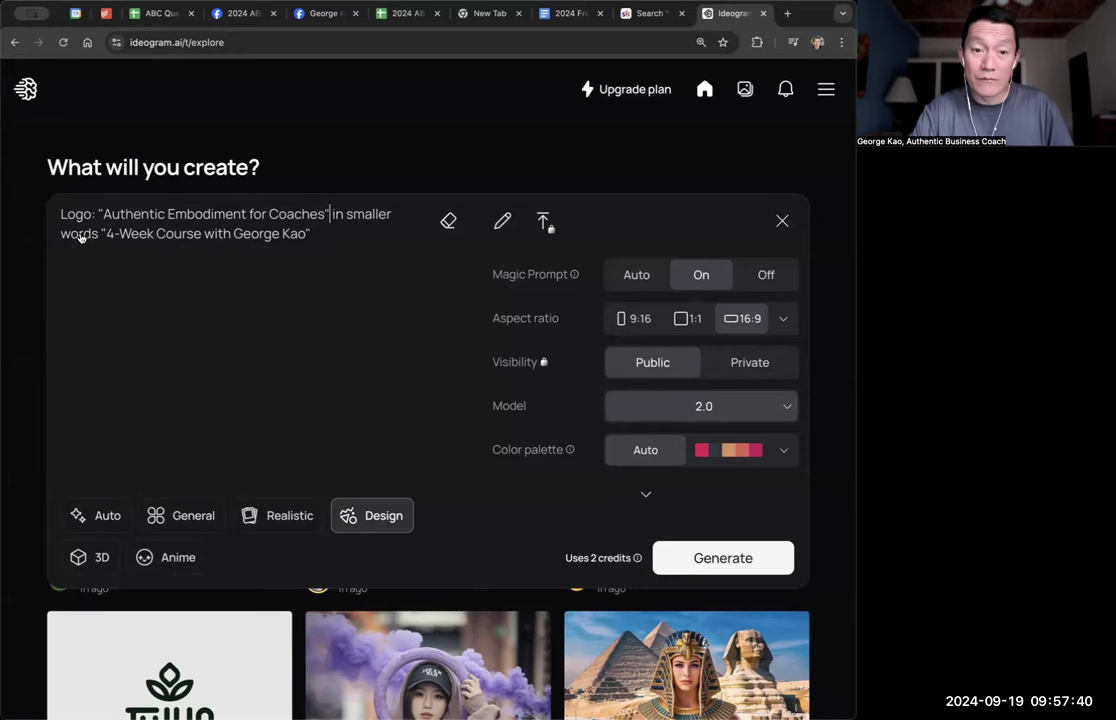 ABC Qu
2024 AB
George K
2024 AB
New Tab
2024 Fr
Search "
Ideogram
ideogram.ai/t/explore
Upgrade plan
George Kao, Authentic Business Coach
What will you create?
Logo: "Authentic Embodiment for Coaches" in smaller
words "4-Week Course with George Kao"
Magic Prompt
Auto
On
Off
Aspect ratio
9:16
1:1
16:9
Visibility
Public
Private
Model
2.0
Color palette
Auto
Auto
General
Realistic
Design
3D
Anime
Uses 2 credits
Generate
2024-09-19 09:57:40